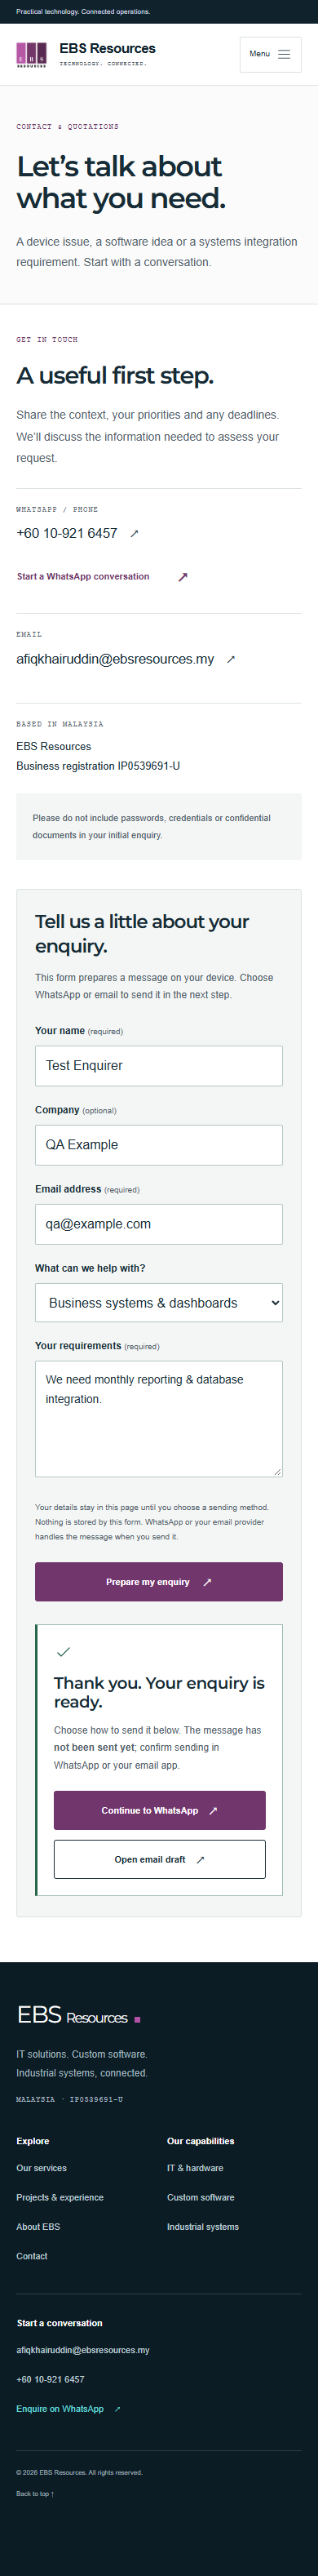 Practical technology. Connected operations.
EBS
RESOURCES
EBS Resources
TECHNOLOGY. CONNECTED.
Menu
CONTACT & QUOTATIONS
Let’s talk about
what you need.
A device issue, a software idea or a systems integration
requirement. Start with a conversation.
GET IN TOUCH
A useful first step.
Share the context, your priorities and any deadlines.
We’ll discuss the information needed to assess your
request.
WHATSAPP / PHONE
+60 10-921 6457 ↗
Start a WhatsApp conversation ↗
EMAIL
afiqkhairuddin@ebsresources.my ↗
BASED IN MALAYSIA
EBS Resources
Business registration IP0539691-U
Please do not include passwords, credentials or confidential
documents in your initial enquiry.
Tell us a little about your
enquiry.
This form prepares a message on your device. Choose
WhatsApp or email to send it in the next step.
Your name (required)
Test Enquirer
Company (optional)
QA Example
Email address (required)
qa@example.com
What can we help with?
Business systems & dashboards
Your requirements (required)
We need monthly reporting & database
integration.
Your details stay in this page until you choose a sending method.
Nothing is stored by this form. WhatsApp or your email provider
handles the message when you send it.
Prepare my enquiry ↗
Thank you. Your enquiry is
ready.
Choose how to send it below. The message has
not been sent yet; confirm sending in
WhatsApp or your email app.
Continue to WhatsApp ↗
Open email draft ↗
EBS Resources
IT solutions. Custom software.
Industrial systems, connected.
MALAYSIA · IP0539691-U
Explore
Our services
Projects & experience
About EBS
Contact
Our capabilities
IT & hardware
Custom software
Industrial systems
Start a conversation
afiqkhairuddin@ebsresources.my
+60 10-921 6457
Enquire on WhatsApp ↗
© 2026 EBS Resources. All rights reserved.
Back to top ↑